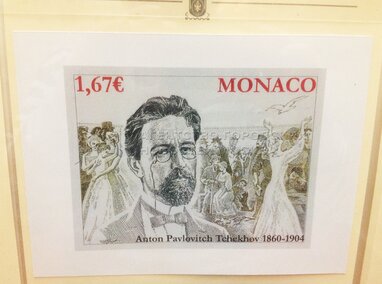 1,67€ MONACO
Anton Pavlovitch Tchekhov 1860-1904